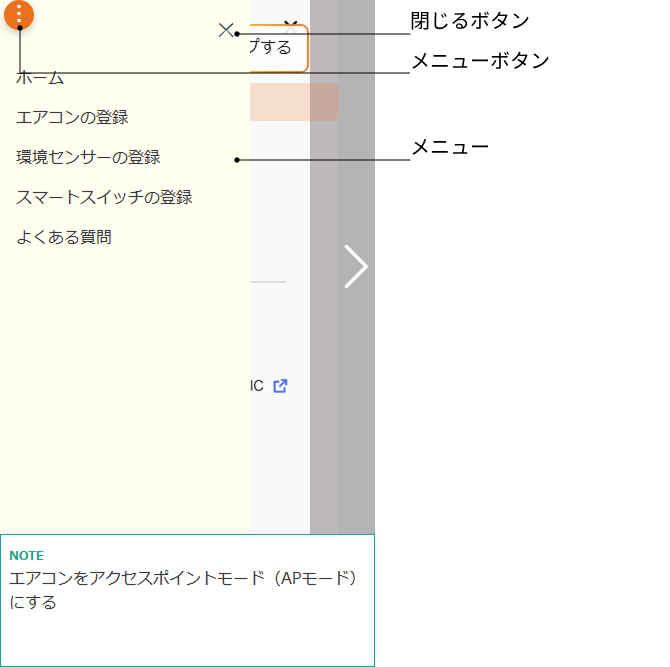 閉じるボタン
プする
メニューボタン
ホーム
エアコンの登録
メニュー
環境センサーの登録
スマートスイッチの登録
よくある質問
IC
NOTE
エアコンをアクセスポイントモード（APモード）
にする